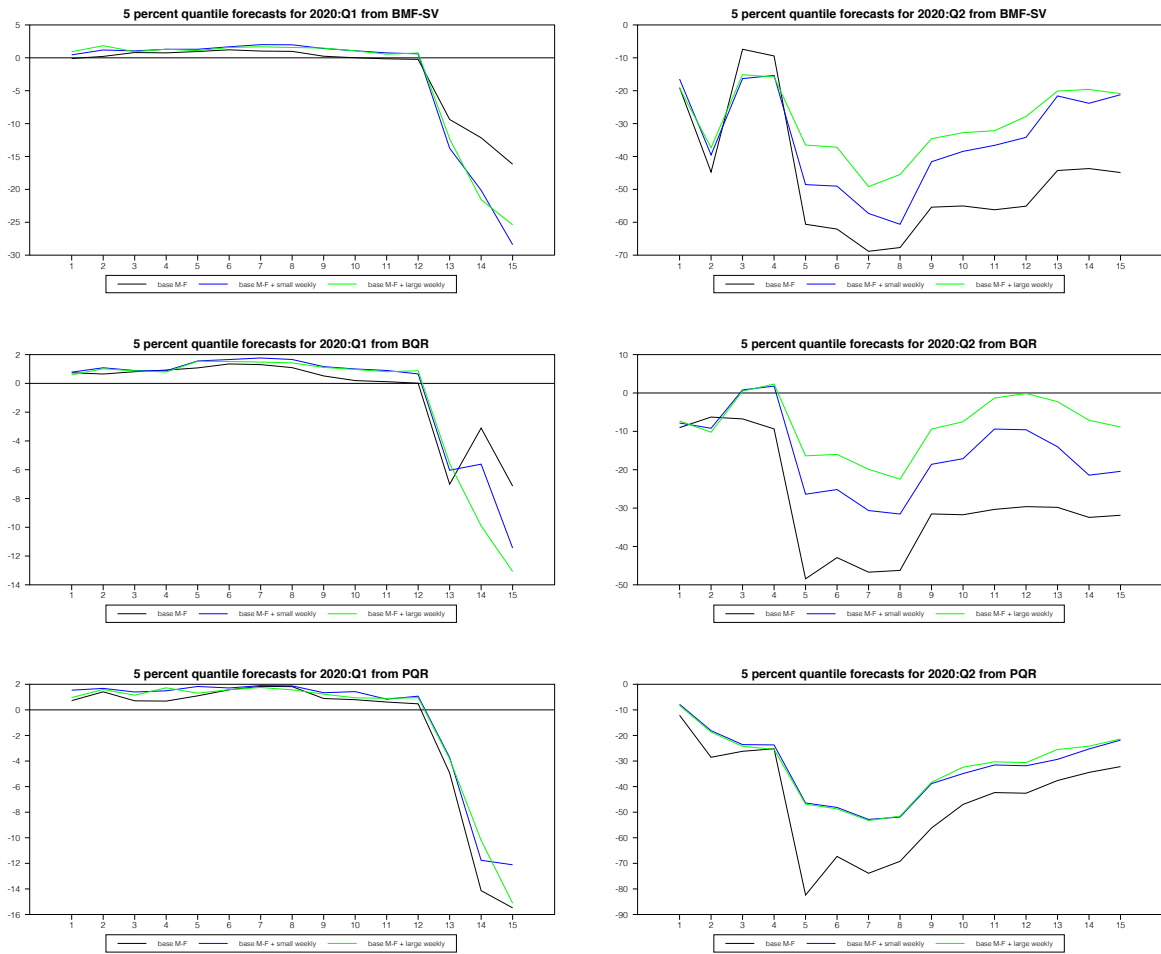 5 percent quantile forecasts for 2020:Q1 from BMF-SV
5
0
-5
-10
-15
-20
-25
-30
1 2 3 4 5 6 7 8 9 10 11 12 13 14 15
base M-F base M-F + small weekly base M-F + large weekly
5 percent quantile forecasts for 2020:Q2 from BMF-SV
-0
-10
-20
-30
-40
-50
-60
-70
1 2 3 4 5 6 7 8 9 10 11 12 13 14 15
base M-F base M-F + small weekly base M-F + large weekly
5 percent quantile forecasts for 2020:Q1 from BQR
2
0
-2
-4
-6
-8
-10
-12
-14
1 2 3 4 5 6 7 8 9 10 11 12 13 14 15
base M-F base M-F + small weekly base M-F + large weekly
5 percent quantile forecasts for 2020:Q2 from BQR
10
0
-10
-20
-30
-40
-50
1 2 3 4 5 6 7 8 9 10 11 12 13 14 15
base M-F base M-F + small weekly base M-F + large weekly
5 percent quantile forecasts for 2020:Q1 from PQR
2
0
-2
-4
-6
-8
-10
-12
-14
-16
1 2 3 4 5 6 7 8 9 10 11 12 13 14 15
base M-F base M-F + small weekly base M-F + large weekly
5 percent quantile forecasts for 2020:Q2 from PQR
-0
-10
-20
-30
-40
-50
-60
-70
-80
-90
1 2 3 4 5 6 7 8 9 10 11 12 13 14 15
base M-F base M-F + small weekly base M-F + large weekly